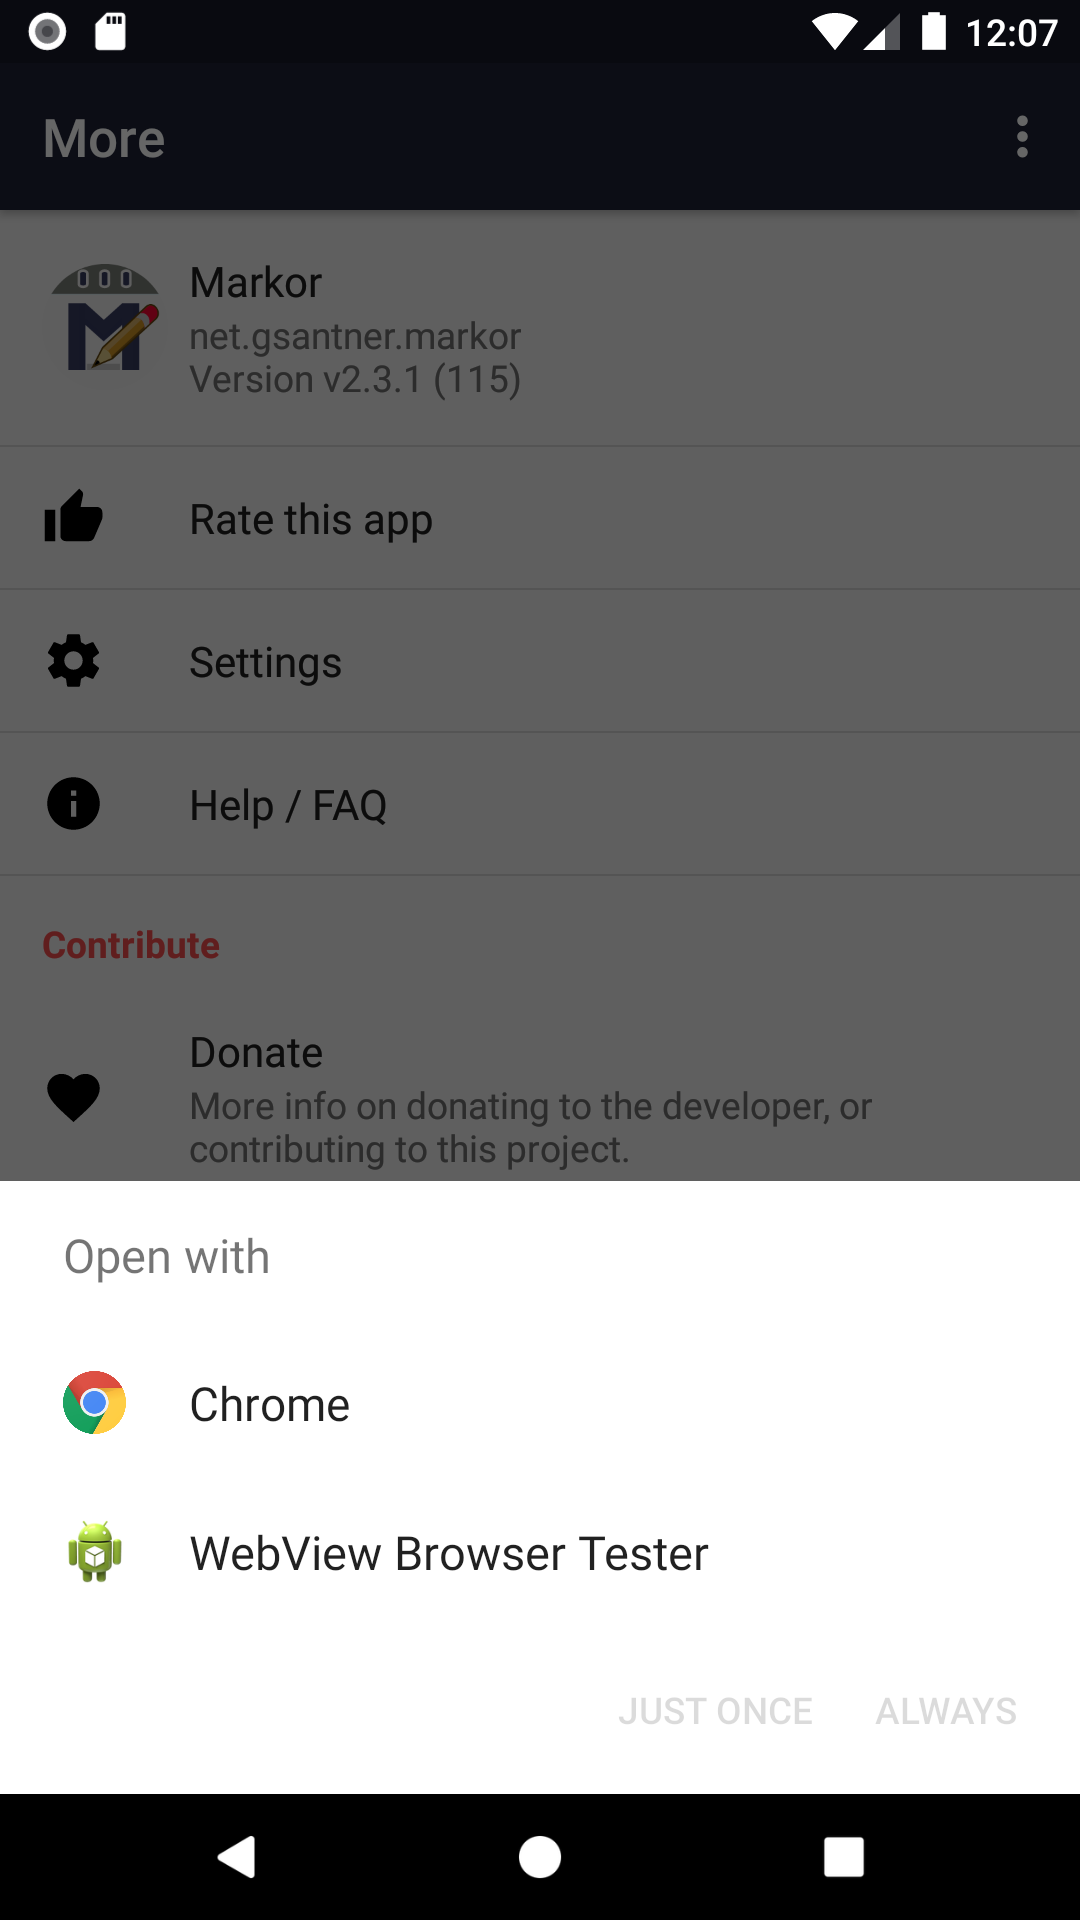 12:07
More
Markor
net.gsantner.markor
Version v2.3.1 (115)
Rate this app
Settings
Help / FAQ
Contribute
Donate
More info on donating to the developer, or
contributing to this project.
Open with
Chrome
WebView Browser Tester
JUST ONCE ALWAYS